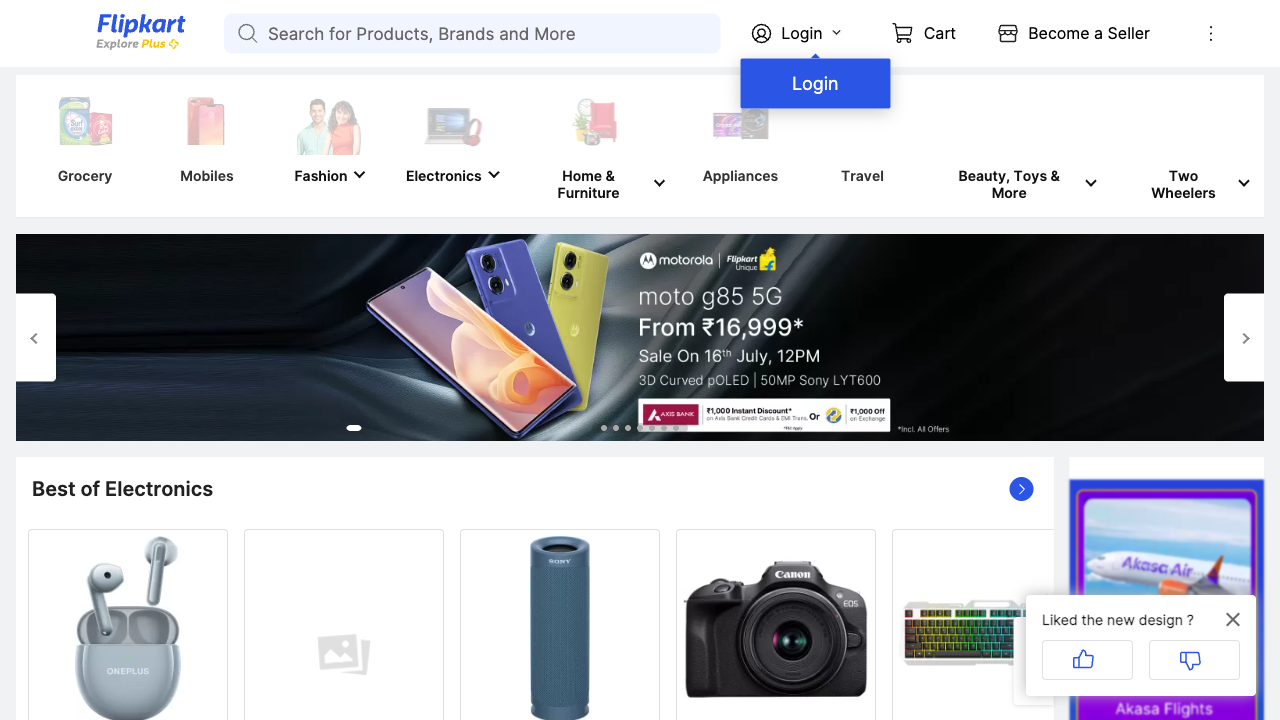 Flipkart
Explore Plus
Search for Products, Brands and More
Login
Cart
Become a Seller
Login
Grocery
Mobiles
Fashion
Electronics
Home & Furniture
Appliances
Travel
Beauty, Toys & More
Two Wheelers
motorola
Flipkart Unique
moto g85 5G
From ₹16,999*
Sale On 16th July, 12PM
3D Curved pOLED | 50MP Sony LYT600
AXIS BANK
₹1,000 Instant Discount*
on Axis Bank Credit Cards & EMI Trans.
*T&C Apply
Or
₹1,000 Off
on Exchange
*Incl. All Offers
Best of Electronics
ONEPLUS
SONY
Canon
EOS
Akasa Air
Liked the new design ?
Akasa Flights